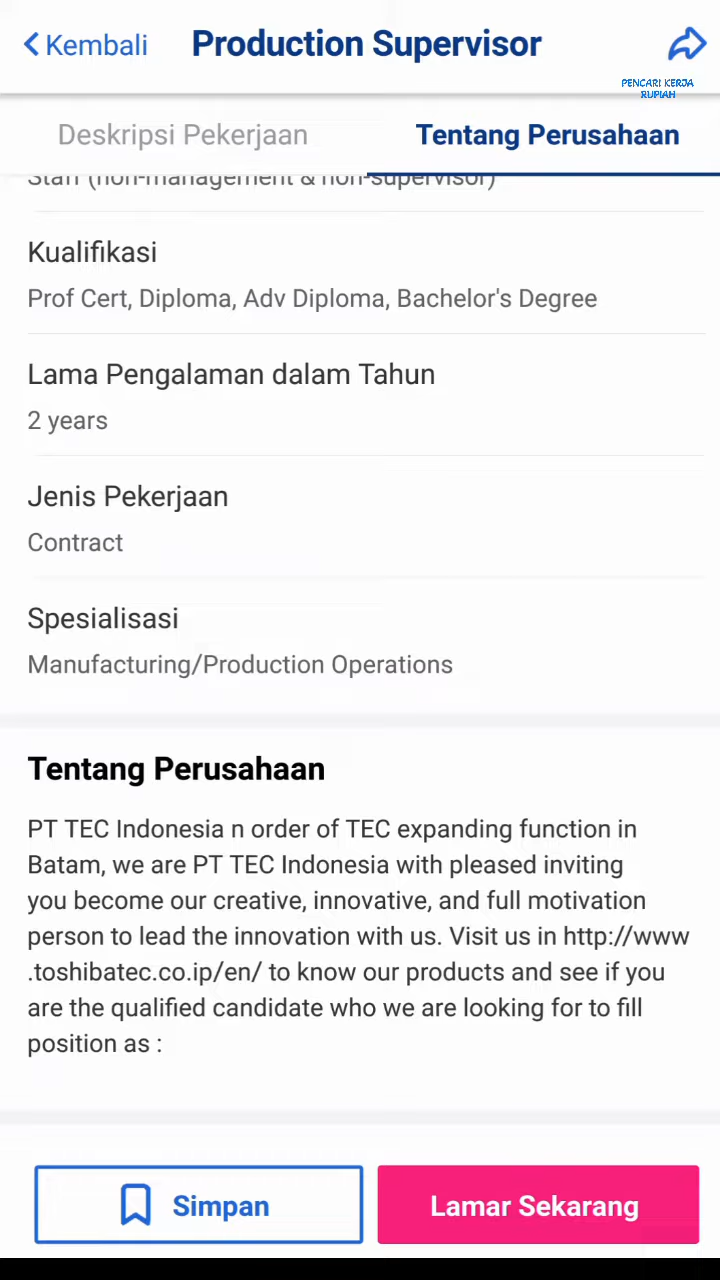 Kembali
Production Supervisor
PENCARI KERJA
RUPIAH
Deskripsi Pekerjaan
Tentang Perusahaan
Staff (non-management & non-supervisor)
Kualifikasi
Prof Cert, Diploma, Adv Diploma, Bachelor's Degree
Lama Pengalaman dalam Tahun
2 years
Jenis Pekerjaan
Contract
Spesialisasi
Manufacturing/Production Operations
Tentang Perusahaan
PT TEC Indonesia n order of TEC expanding function in
Batam, we are PT TEC Indonesia with pleased inviting
you become our creative, innovative, and full motivation
person to lead the innovation with us. Visit us in http://www
.toshibatec.co.ip/en/ to know our products and see if you
are the qualified candidate who we are looking for to fill
position as :
Simpan
Lamar Sekarang